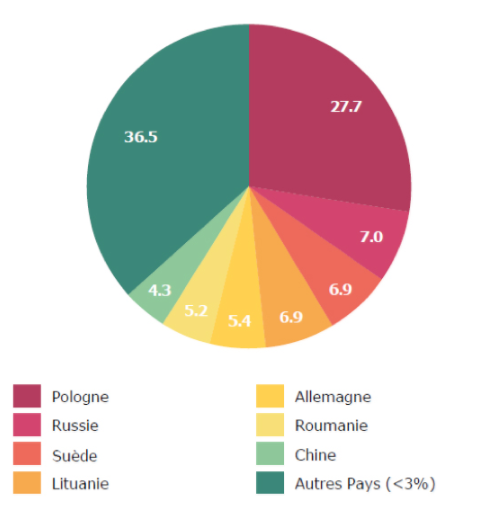 27.7
36.5
7.0
6.9
4.3
5.2
5.4
6.9
Pologne
Russie
Suède
Lituanie
Allemagne
Roumanie
Chine
Autres Pays (<3%)